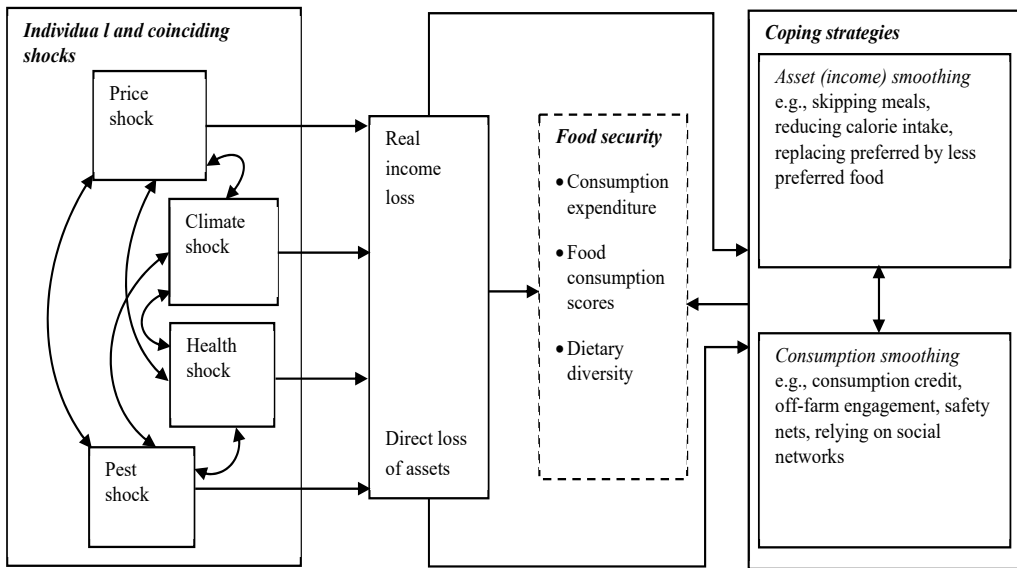 Individua l and coinciding
shocks
Price
shock
Climate
shock
Health
shock
Pest
shock
Real
income
loss
Direct loss
of assets
Food security
• Consumption
expenditure
• Food
consumption
scores
• Dietary
diversity
Coping strategies
Asset (income) smoothing
e.g., skipping meals,
reducing calorie intake,
replacing preferred by less
preferred food
Consumption smoothing
e.g., consumption credit,
off-farm engagement, safety
nets, relying on social
networks